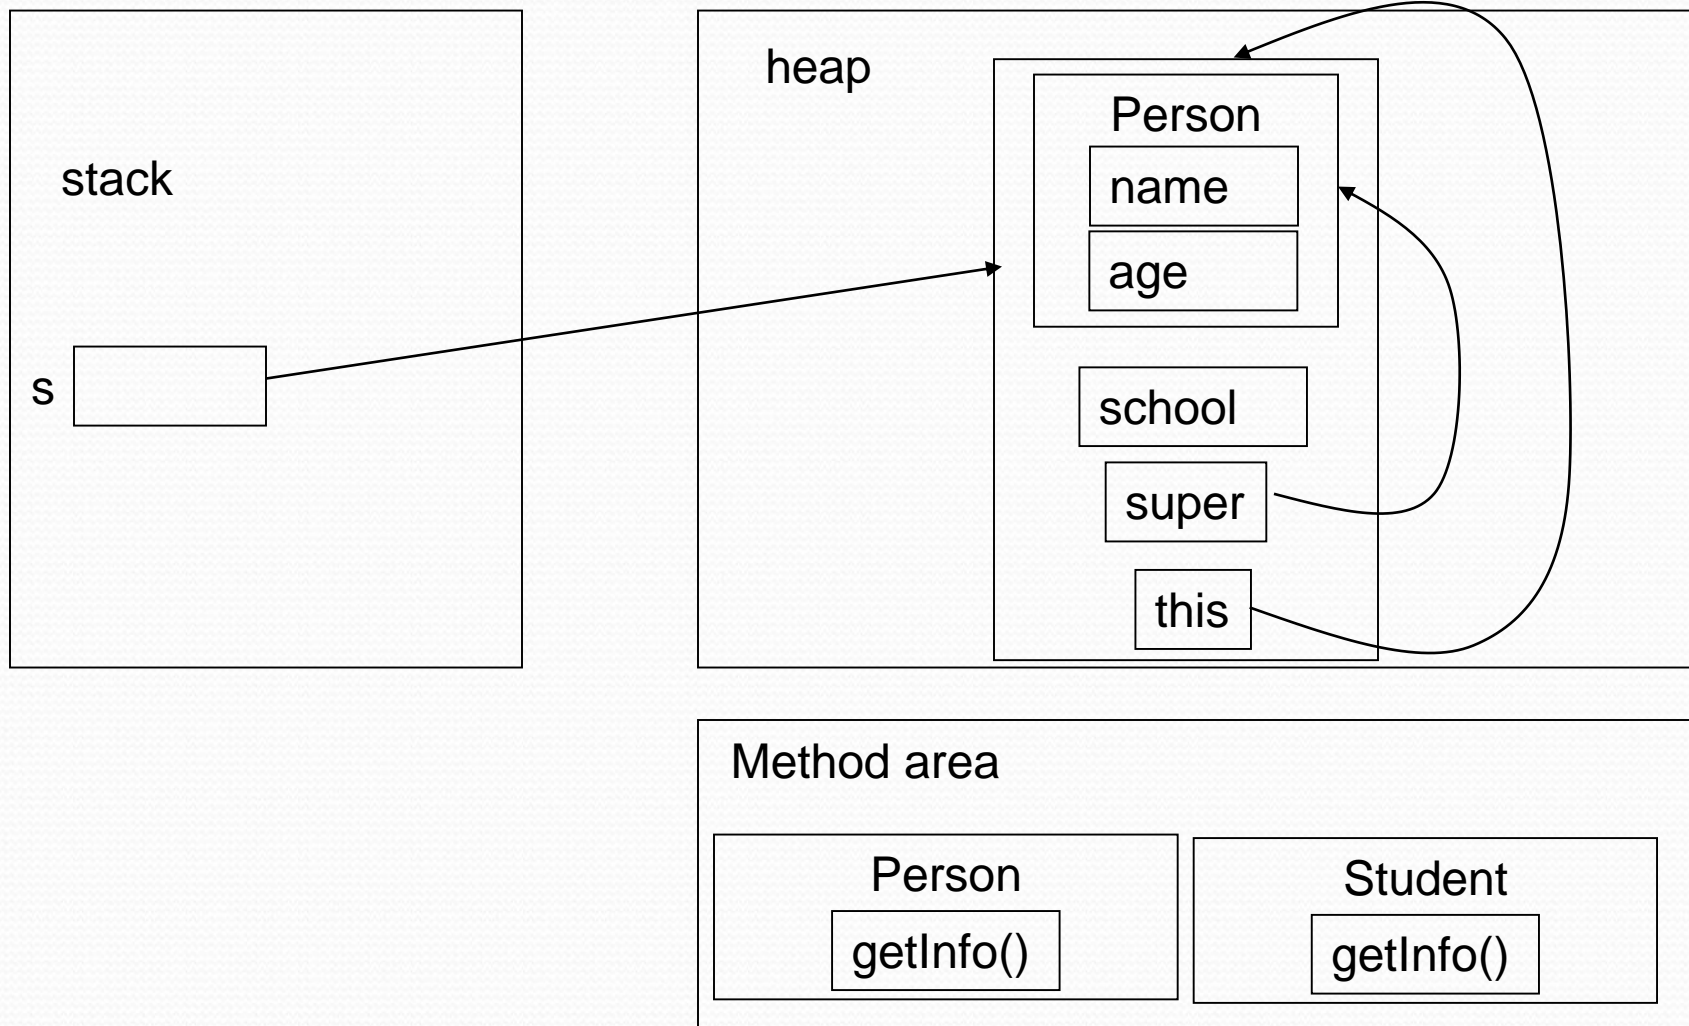 stack
s
heap
Person
name
age
school
super
this
Method area
Person
getInfo()
Student
getInfo()